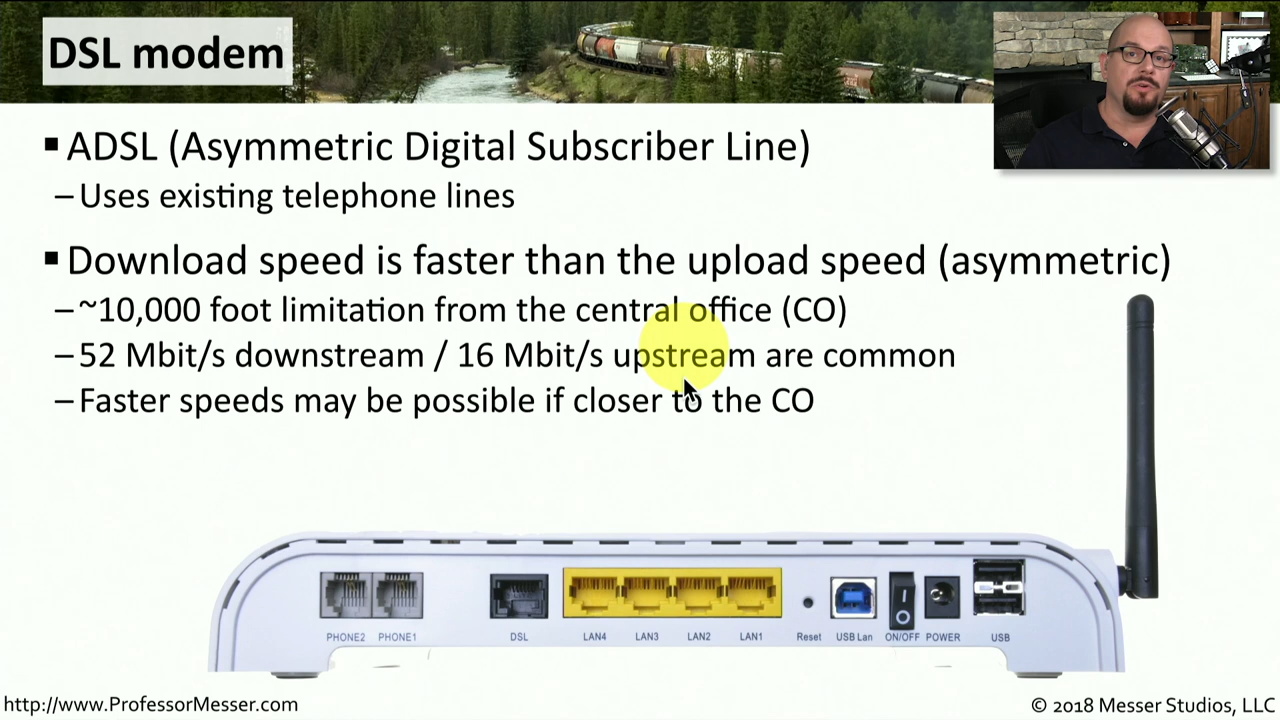 DSL modem
▪ ADSL (Asymmetric Digital Subscriber Line)
– Uses existing telephone lines
▪ Download speed is faster than the upload speed (asymmetric)
– ~10,000 foot limitation from the central office (CO)
– 52 Mbit/s downstream / 16 Mbit/s upstream are common
– Faster speeds may be possible if closer to the CO
PHONE2 PHONE1 DSL LAN4 LAN3 LAN2 LAN1 Reset USB Lan ON/OFF POWER USB
http://www.ProfessorMesser.com
© 2018 Messer Studios, LLC